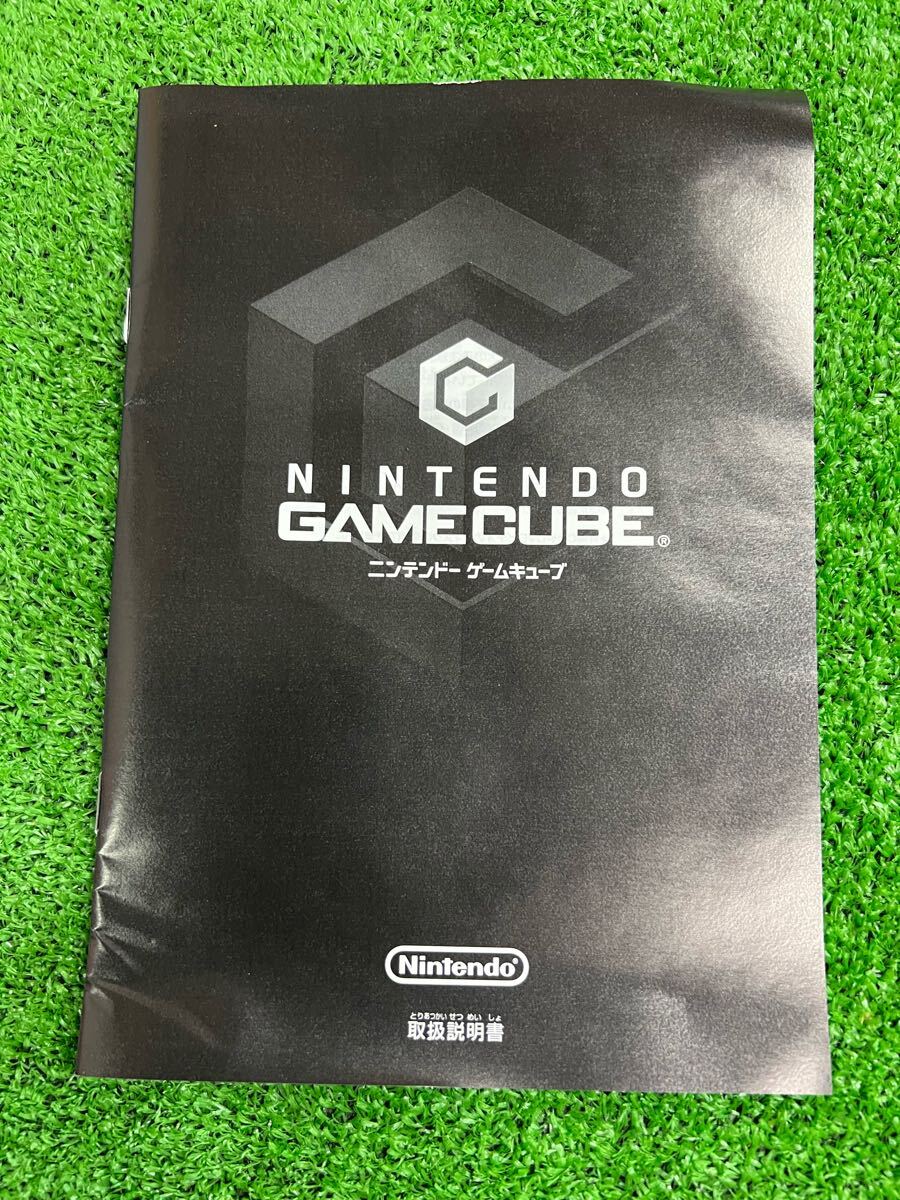 NINTENDO
GAMECUBE®
ニンテンドー ゲームキューブ
Nintendo®
とりあつかいせつ めい しょ
取扱説明書